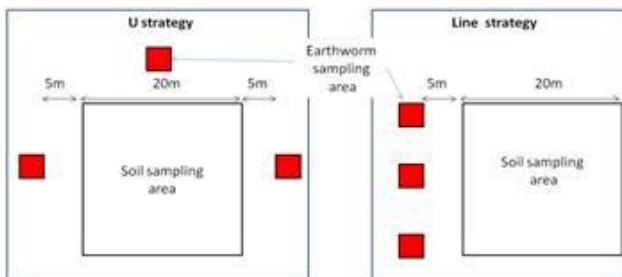 U strategy
Line strategy
Earthworm
sampling
area
5m
20m
5m
5m
20m
Soil sampling
area
Soil sampling
area